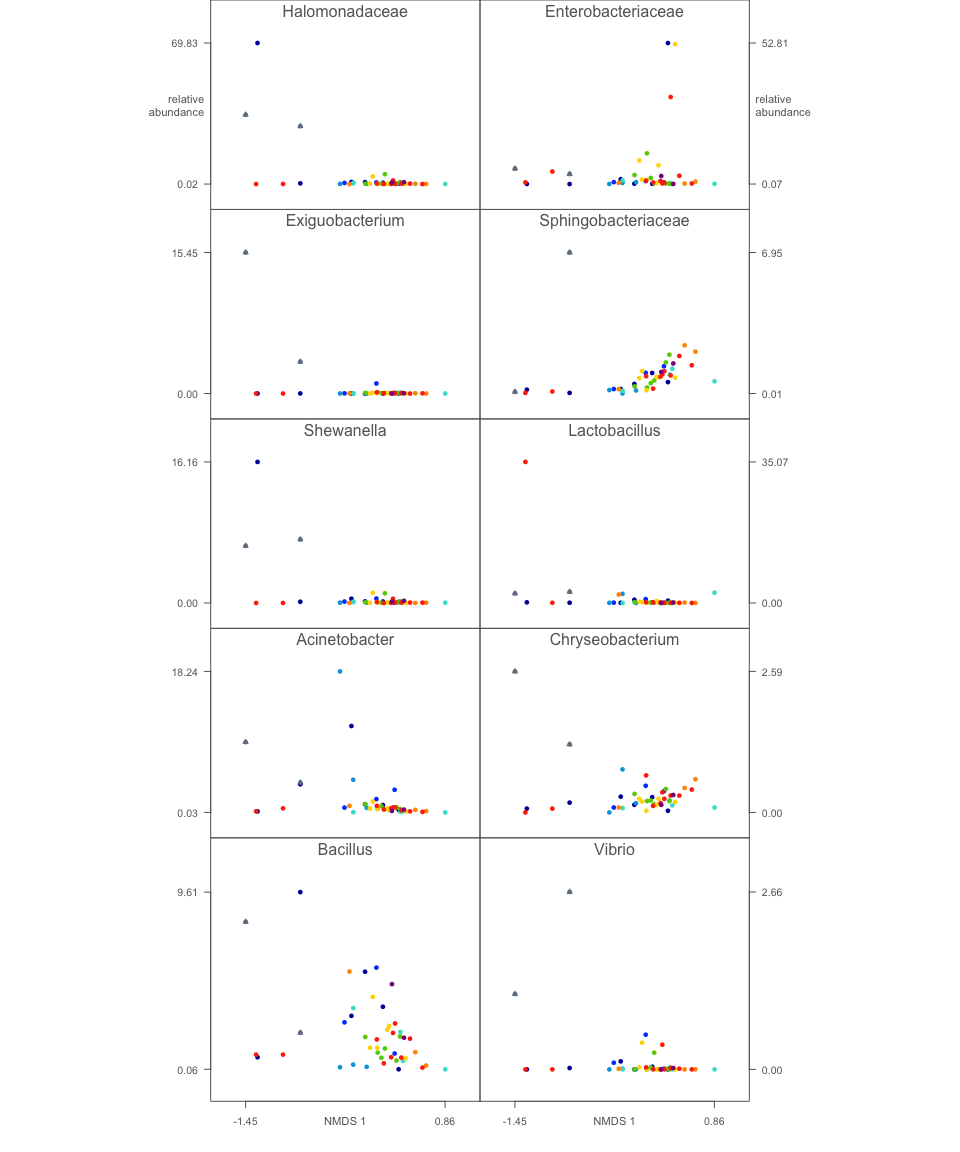 Halomonadaceae Enterobacteriaceae
69.83 52.81
relative relative
abundance abundance
0.02 0.07
Exiguobacterium Sphingobacteriaceae
15.45 6.95
0.00 0.01
Shewanella Lactobacillus
16.16 35.07
0.00 0.00
Acinetobacter Chryseobacterium
18.24 2.59
0.03 0.00
Bacillus Vibrio
9.61 2.66
0.06 0.00
-1.45 NMDS 1 0.86 -1.45 NMDS 1 0.86